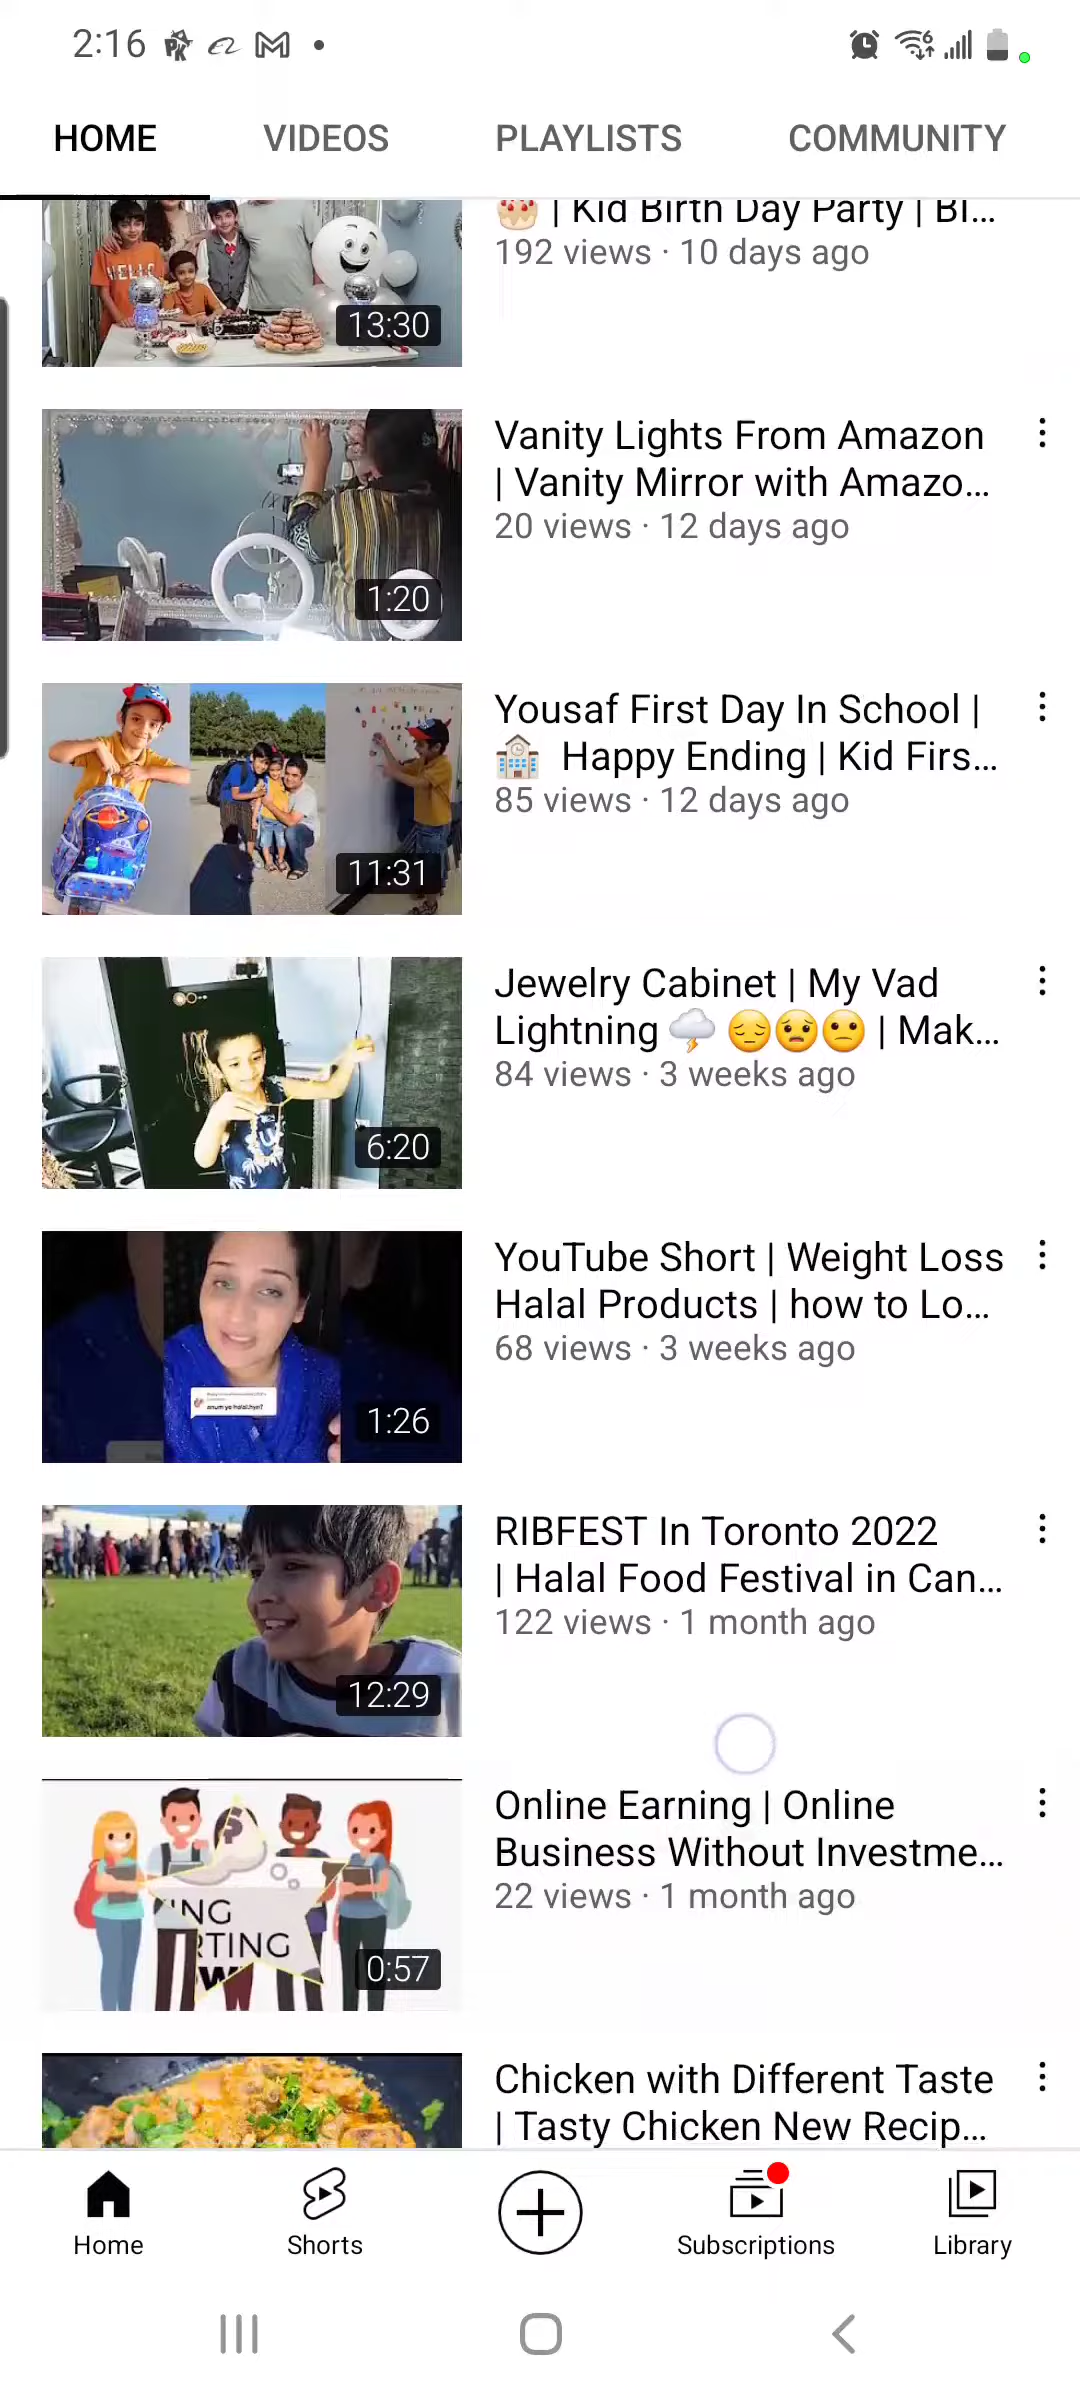 2:16
HOME VIDEOS PLAYLISTS COMMUNITY
🎂 | Kid Birth Day Party | BI...
192 views · 10 days ago
HELLO
13:30
Vanity Lights From Amazon
| Vanity Mirror with Amazo...
20 views · 12 days ago
1:20
Yousaf First Day In School |
🏫 Happy Ending | Kid Firs...
85 views · 12 days ago
11:31
Jewelry Cabinet | My Vad
Lightning 🌩️ 😔😟😕 | Mak...
84 views · 3 weeks ago
6:20
YouTube Short | Weight Loss
Halal Products | how to Lo...
68 views · 3 weeks ago
anum ye halal hyn?
1:26
RIBFEST In Toronto 2022
| Halal Food Festival in Can...
122 views · 1 month ago
12:29
Online Earning | Online
Business Without Investme...
22 views · 1 month ago
0:57
Chicken with Different Taste
| Tasty Chicken New Recip...
Home Shorts Subscriptions Library